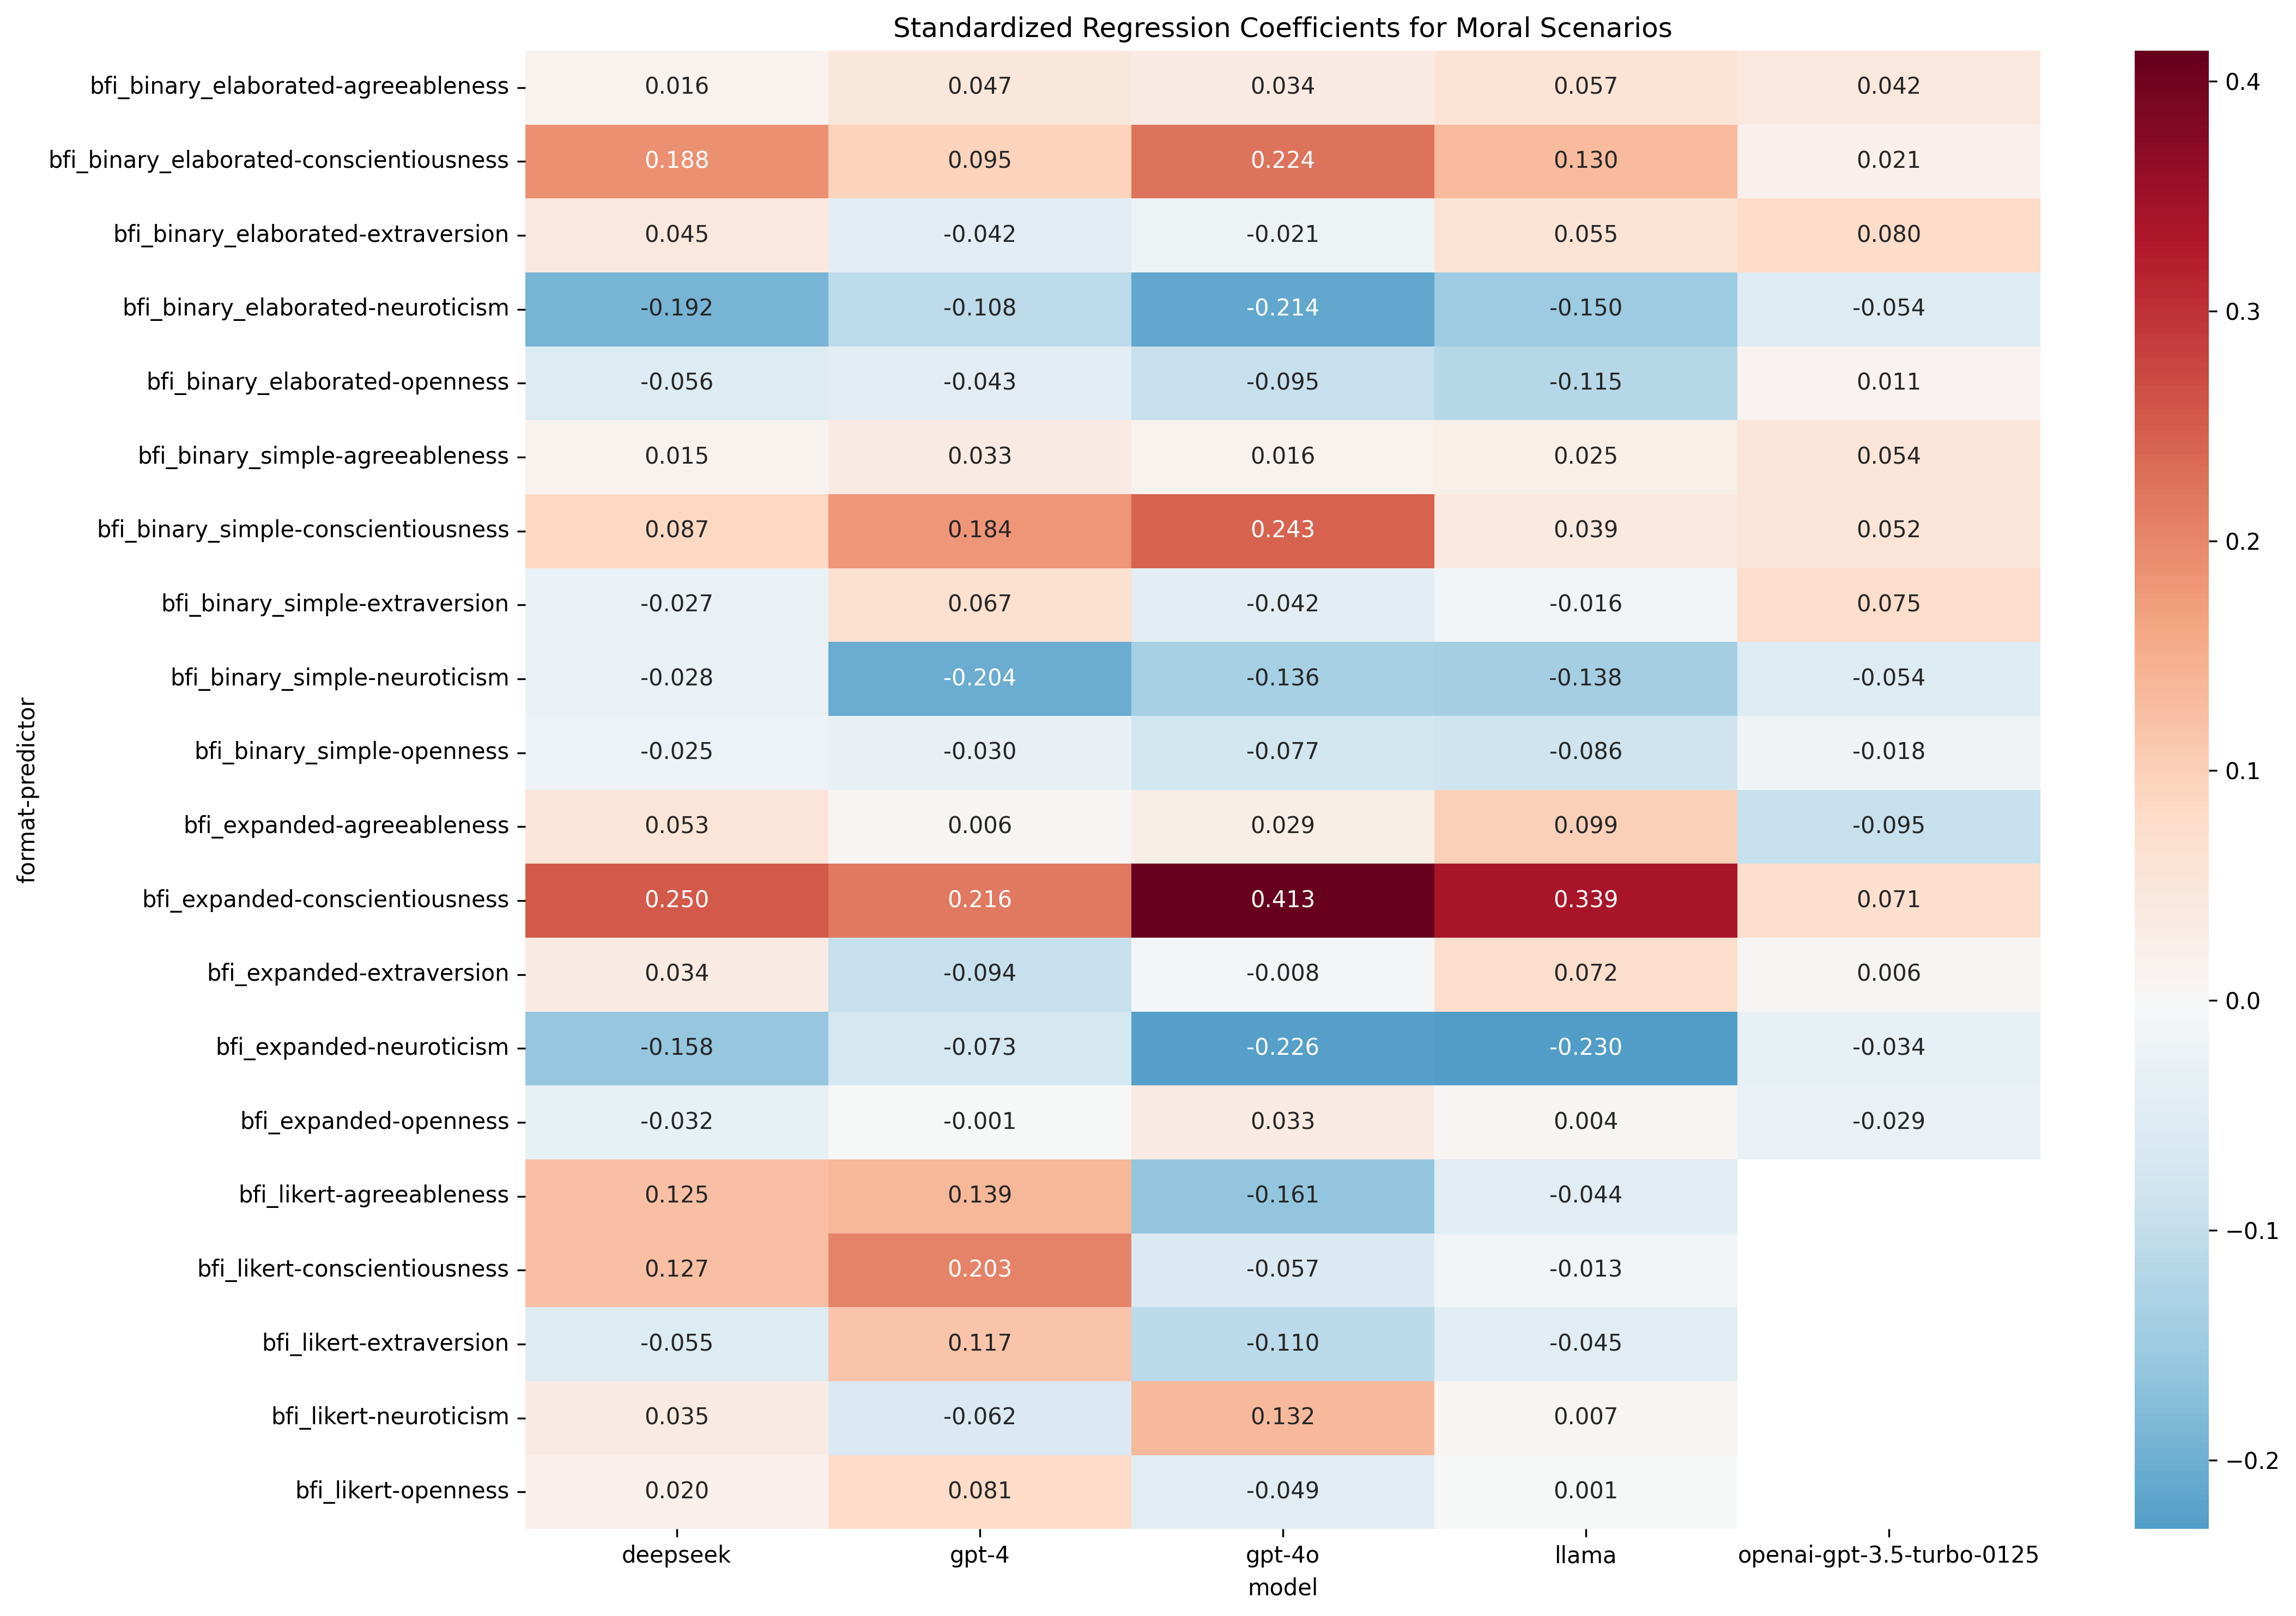 Standardized Regression Coefficients for Moral Scenarios
bfi_binary_elaborated-agreeableness 0.016 0.047 0.034 0.057 0.042
bfi_binary_elaborated-conscientiousness 0.188 0.095 0.224 0.130 0.021
bfi_binary_elaborated-extraversion 0.045 -0.042 -0.021 0.055 0.080
bfi_binary_elaborated-neuroticism -0.192 -0.108 -0.214 -0.150 -0.054
bfi_binary_elaborated-openness -0.056 -0.043 -0.095 -0.115 0.011
bfi_binary_simple-agreeableness 0.015 0.033 0.016 0.025 0.054
bfi_binary_simple-conscientiousness 0.087 0.184 0.243 0.039 0.052
bfi_binary_simple-extraversion -0.027 0.067 -0.042 -0.016 0.075
bfi_binary_simple-neuroticism -0.028 -0.204 -0.136 -0.138 -0.054
bfi_binary_simple-openness -0.025 -0.030 -0.077 -0.086 -0.018
bfi_expanded-agreeableness 0.053 0.006 0.029 0.099 -0.095
bfi_expanded-conscientiousness 0.250 0.216 0.413 0.339 0.071
bfi_expanded-extraversion 0.034 -0.094 -0.008 0.072 0.006
bfi_expanded-neuroticism -0.158 -0.073 -0.226 -0.230 -0.034
bfi_expanded-openness -0.032 -0.001 0.033 0.004 -0.029
bfi_likert-agreeableness 0.125 0.139 -0.161 -0.044
bfi_likert-conscientiousness 0.127 0.203 -0.057 -0.013
bfi_likert-extraversion -0.055 0.117 -0.110 -0.045
bfi_likert-neuroticism 0.035 -0.062 0.132 0.007
bfi_likert-openness 0.020 0.081 -0.049 0.001
deepseek gpt-4 gpt-4o llama openai-gpt-3.5-turbo-0125
model
format-predictor
0.4
0.3
0.2
0.1
0.0
−0.1
−0.2